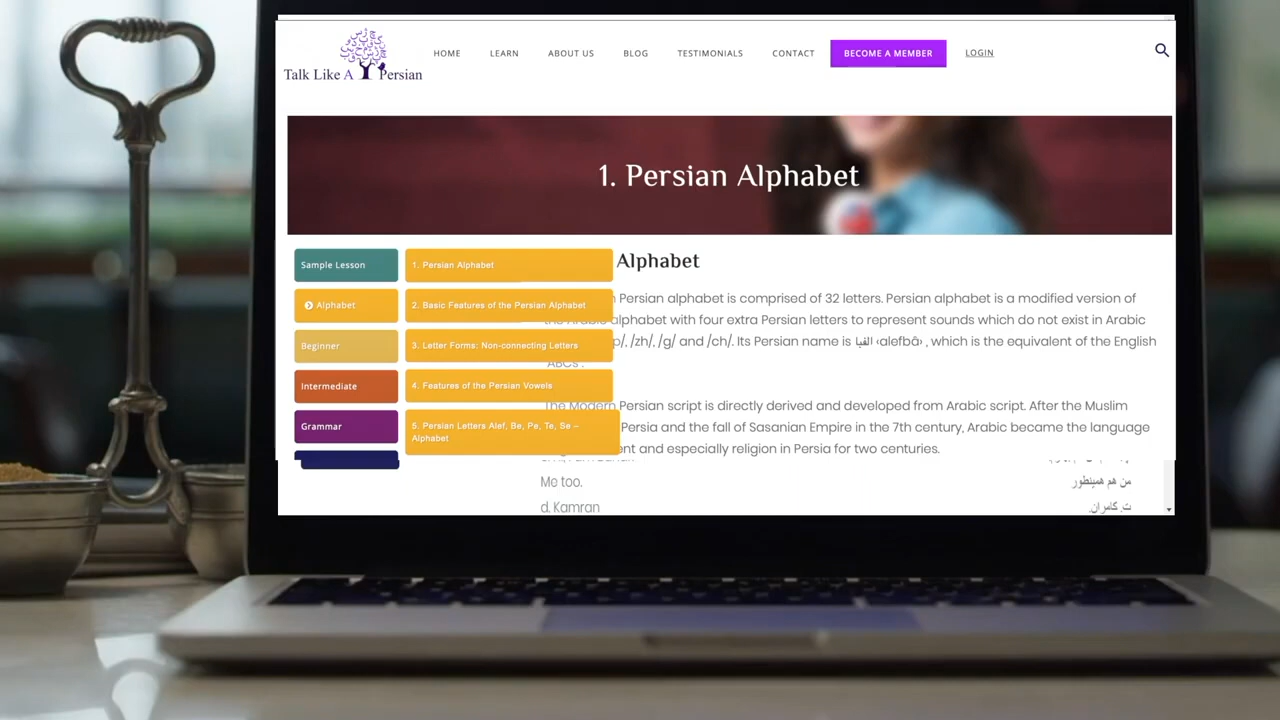 Talk Like A Persian
HOME LEARN ABOUT US BLOG TESTIMONIALS CONTACT BECOME A MEMBER LOGIN
1. Persian Alphabet
Sample Lesson
Alphabet
Beginner
Intermediate
Grammar
1. Persian Alphabet
2. Basic Features of the Persian Alphabet
3. Letter Forms: Non-connecting Letters
4. Features of the Persian Vowels
5. Persian Letters Alef, Be, Pe, Te, Se –
Alphabet
Alphabet
Persian alphabet is comprised of 32 letters. Persian alphabet is a modified version of
alphabet with four extra Persian letters to represent sounds which do not exist in Arabic
/, /zh/, /g/ and /ch/. Its Persian name is الفبا ‹alefbā› , which is the equivalent of the English
ABCs .
The Modern Persian script is directly derived and developed from Arabic script. After the Muslim
Persia and the fall of Sasanian Empire in the 7th century, Arabic became the language
and especially religion in Persia for two centuries.
Me too. من هم همینطور
d. Kamran ت. کامران.